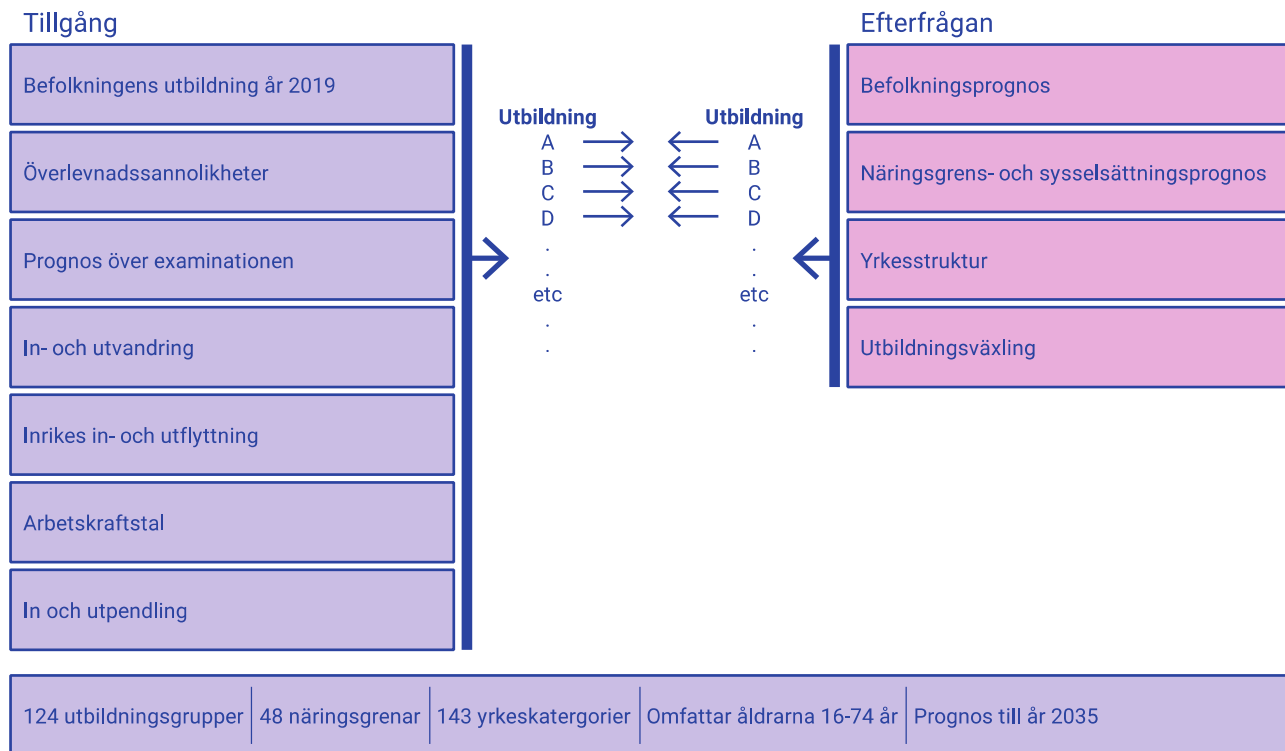 Tillgång
Befolkningens utbildning år 2019
Överlevnadssannolikheter
Prognos över examinationen
In- och utvandring
Inrikes in- och utflyttning
Arbetskraftstal
In och utpendling
Utbildning
A
B
C
D
.
.
etc
.
.
Utbildning
A
B
C
D
.
.
etc
.
.
Efterfrågan
Befolkningsprognos
Näringsgrens- och sysselsättningsprognos
Yrkesstruktur
Utbildningsväxling
124 utbildningsgrupper
48 näringsgrenar
143 yrkeskatergorier
Omfattar åldrarna 16-74 år
Prognos till år 2035